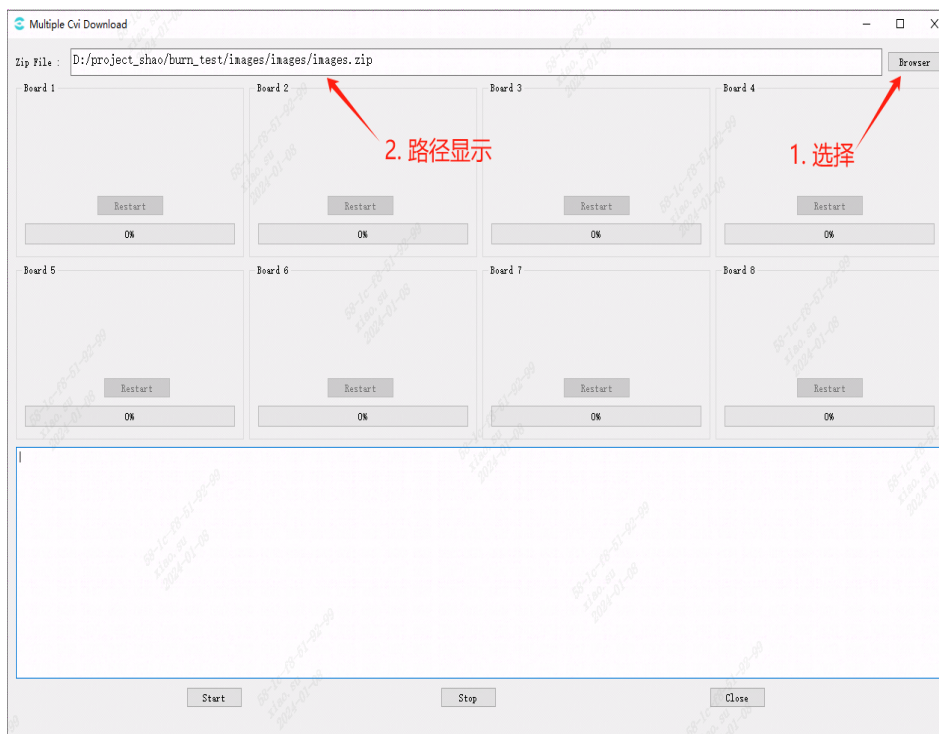 Multiple Cvi Download
Zip File : D:/project_shao/burn_test/images/images/images.zip Browser
Board 1 Board 2 Board 3 Board 4
2. 路径显示 1. 选择
Restart Restart Restart Restart
0% 0% 0% 0%
Board 5 Board 6 Board 7 Board 8
Restart Restart Restart Restart
0% 0% 0% 0%
Start Stop Close